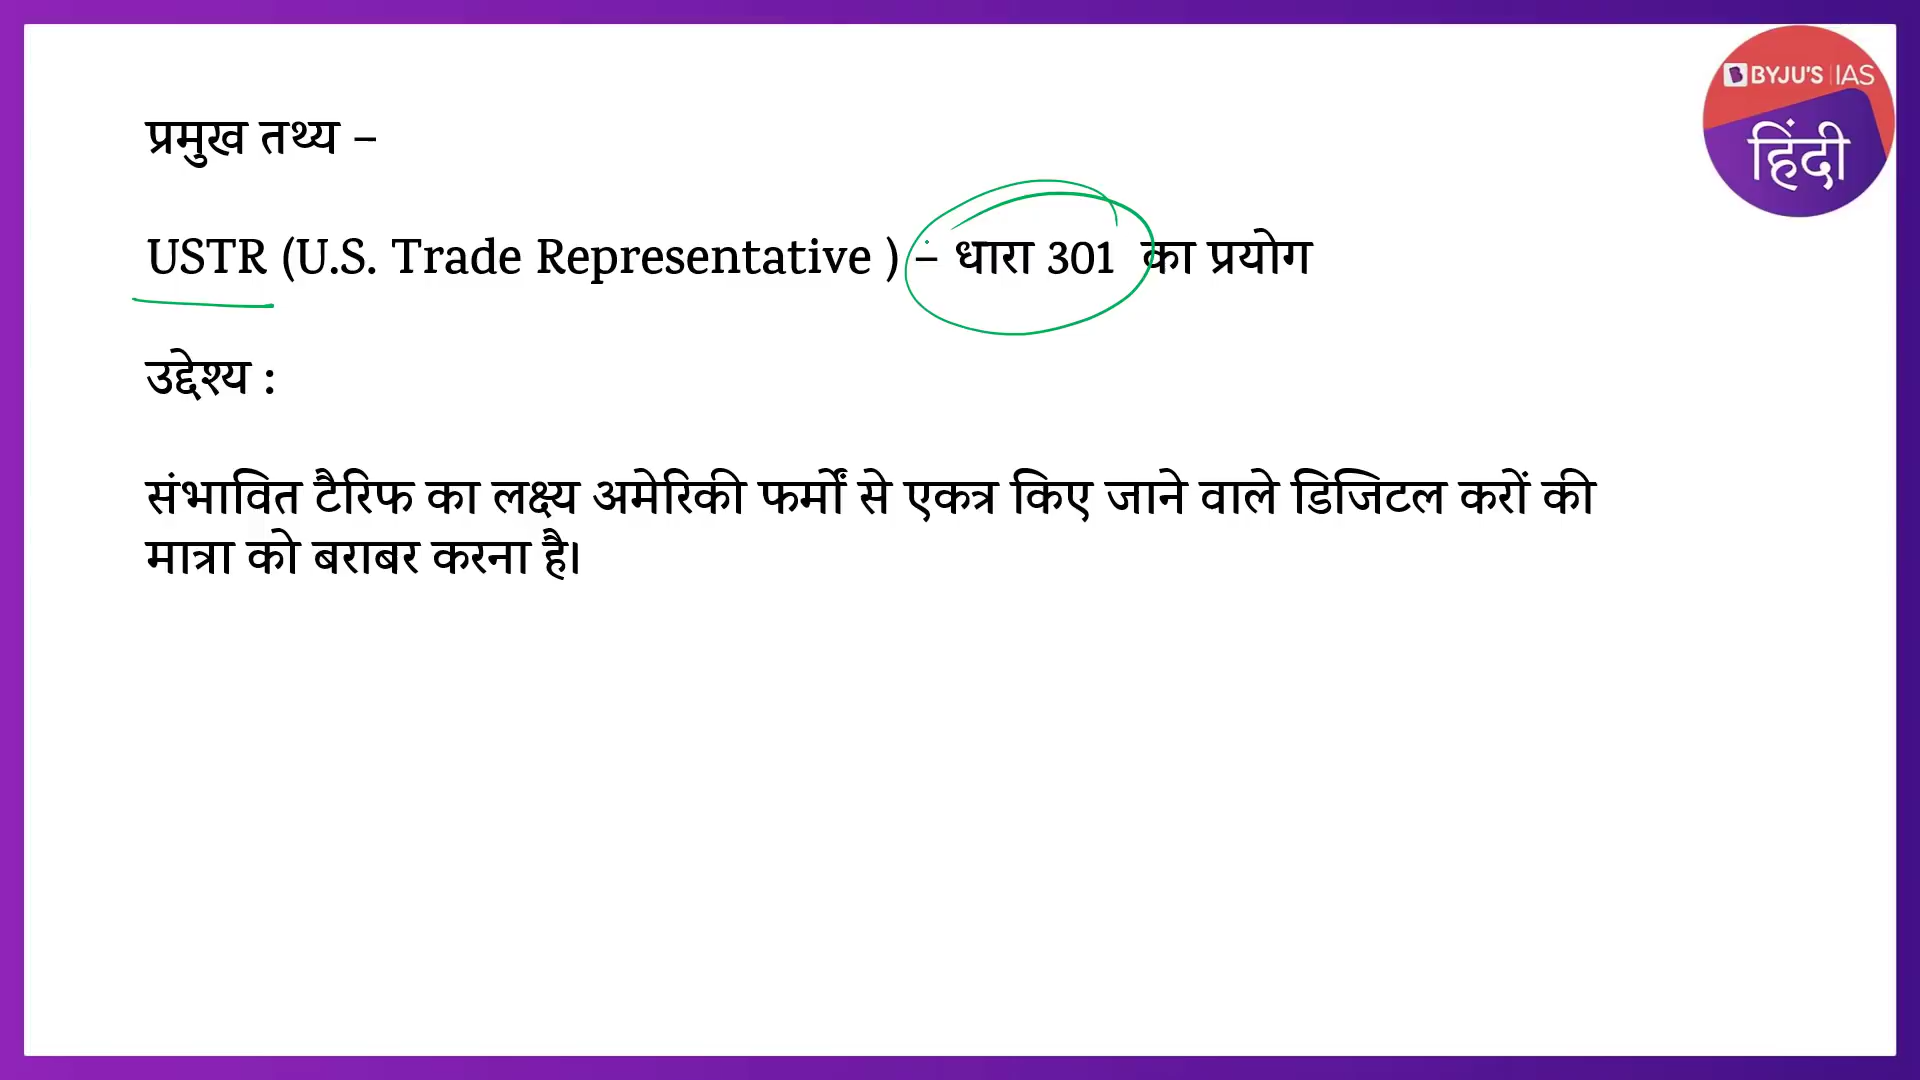 BYJU'S IAS
हिंदी
प्रमुख तथ्य –
USTR (U.S. Trade Representative ) – धारा 301 का प्रयोग
उद्देश्य :
संभावित टैरिफ का लक्ष्य अमेरिकी फर्मों से एकत्र किए जाने वाले डिजिटल करों की
मात्रा को बराबर करना है।